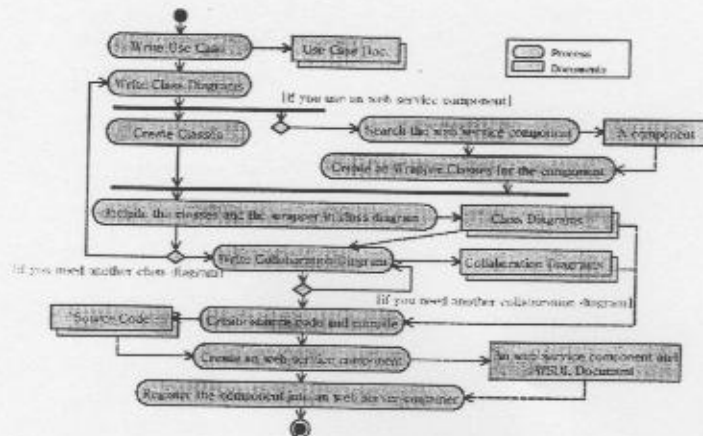 Write Use Case
Use Case Doc.
Process
Documents
Write Class Diagrams
[If you use an web service component]
Create Classes
Search the web service component
A component
Create an Wrapper Classes for the component
the classes and the wrapper in class diagram
Class Diagrams
[If you need another class diagram]
Write Collaboration Diagram
Collaboration Diagrams
[If you need another collaboration diagram]
Source Code
Create source code and compile
Create an web service component
An web service component and
WSDL Document
Register the component into an web server container